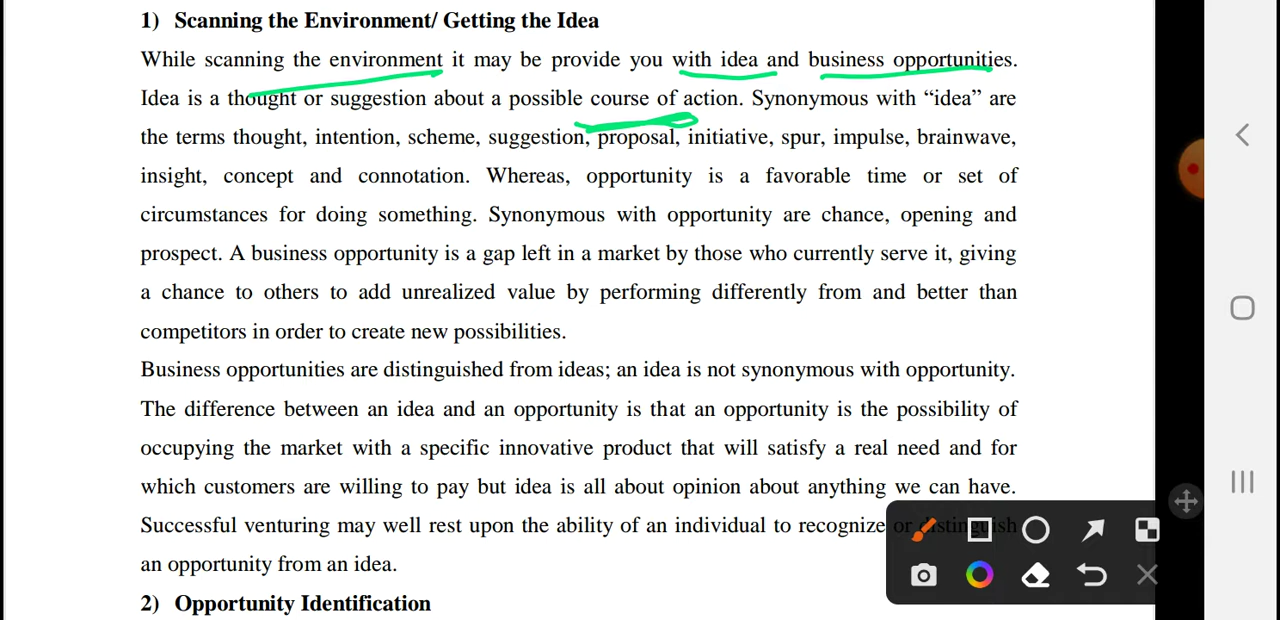 1) Scanning the Environment/ Getting the Idea
While scanning the environment it may be provide you with idea and business opportunities.
Idea is a thought or suggestion about a possible course of action. Synonymous with “idea” are
the terms thought, intention, scheme, suggestion, proposal, initiative, spur, impulse, brainwave,
insight, concept and connotation. Whereas, opportunity is a favorable time or set of
circumstances for doing something. Synonymous with opportunity are chance, opening and
prospect. A business opportunity is a gap left in a market by those who currently serve it, giving
a chance to others to add unrealized value by performing differently from and better than
competitors in order to create new possibilities.
Business opportunities are distinguished from ideas; an idea is not synonymous with opportunity.
The difference between an idea and an opportunity is that an opportunity is the possibility of
occupying the market with a specific innovative product that will satisfy a real need and for
which customers are willing to pay but idea is all about opinion about anything we can have.
Successful venturing may well rest upon the ability of an individual to recognize or distinguish
an opportunity from an idea.
2) Opportunity Identification